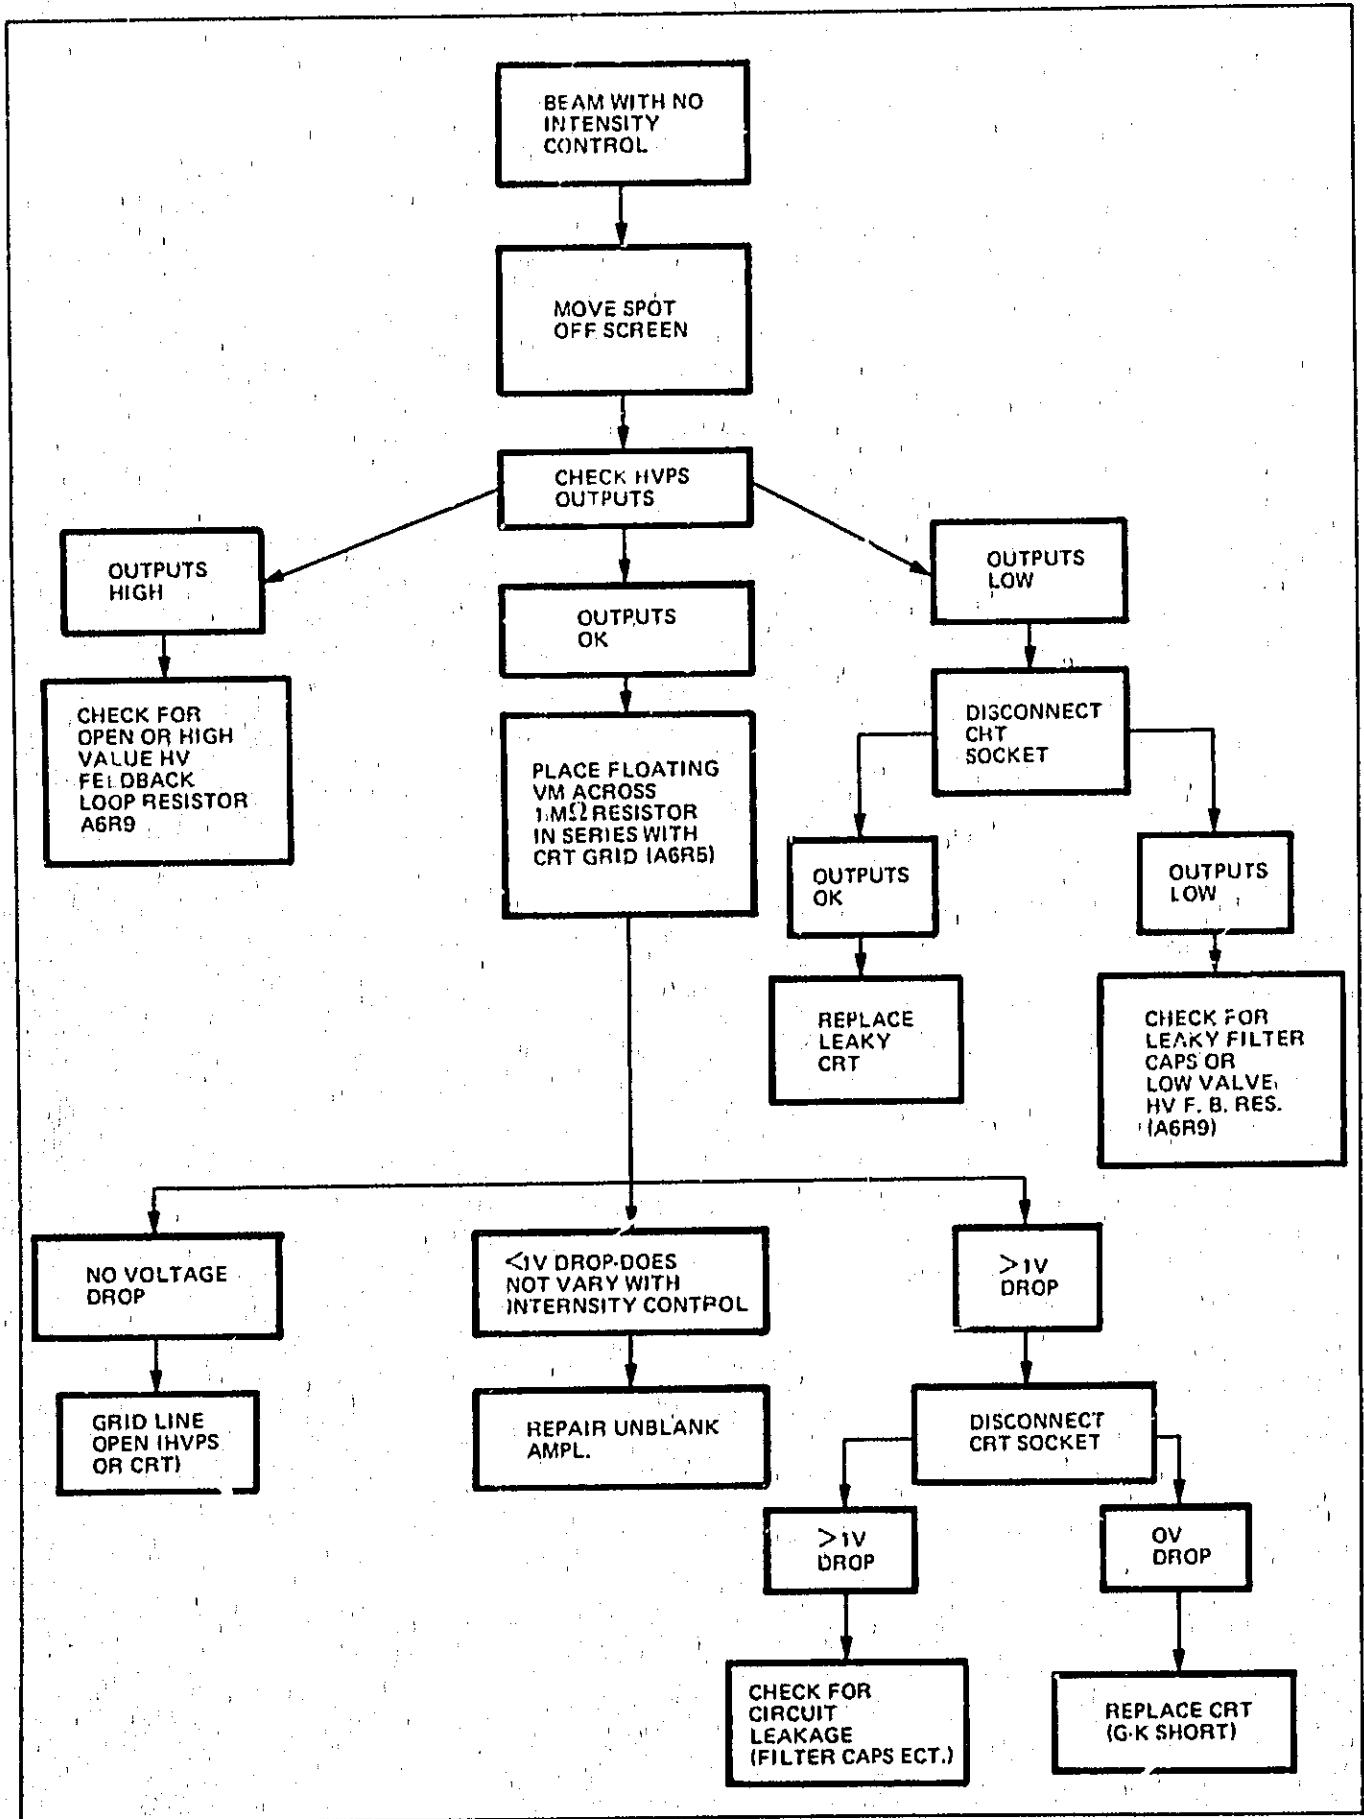 BEAM WITH NO
INTENSITY
CONTROL
MOVE SPOT
OFF SCREEN
CHECK HVPS
OUTPUTS
OUTPUTS
HIGH
OUTPUTS
OK
OUTPUTS
LOW
CHECK FOR
OPEN OR HIGH
VALUE HV
FELDBACK
LOOP RESISTOR
A6R9
PLACE FLOATING
VM ACROSS
1 MΩ RESISTOR
IN SERIES WITH
CRT GRID (A6R5)
DISCONNECT
CRT
SOCKET
OUTPUTS
OK
OUTPUTS
LOW
REPLACE
LEAKY
CRT
CHECK FOR
LEAKY FILTER
CAPS OR
LOW VALVE,
HV F. B. RES.
(A6R9)
NO VOLTAGE
DROP
<1V DROP-DOES
NOT VARY WITH
INTERNSITY CONTROL
>1V
DROP
GRID LINE
OPEN (HVPS
OR CRT)
REPAIR UNBLANK
AMPL.
DISCONNECT
CRT SOCKET
>1V
DROP
OV
DROP
CHECK FOR
CIRCUIT
LEAKAGE
(FILTER CAPS ECT.)
REPLACE CRT
(G-K SHORT)